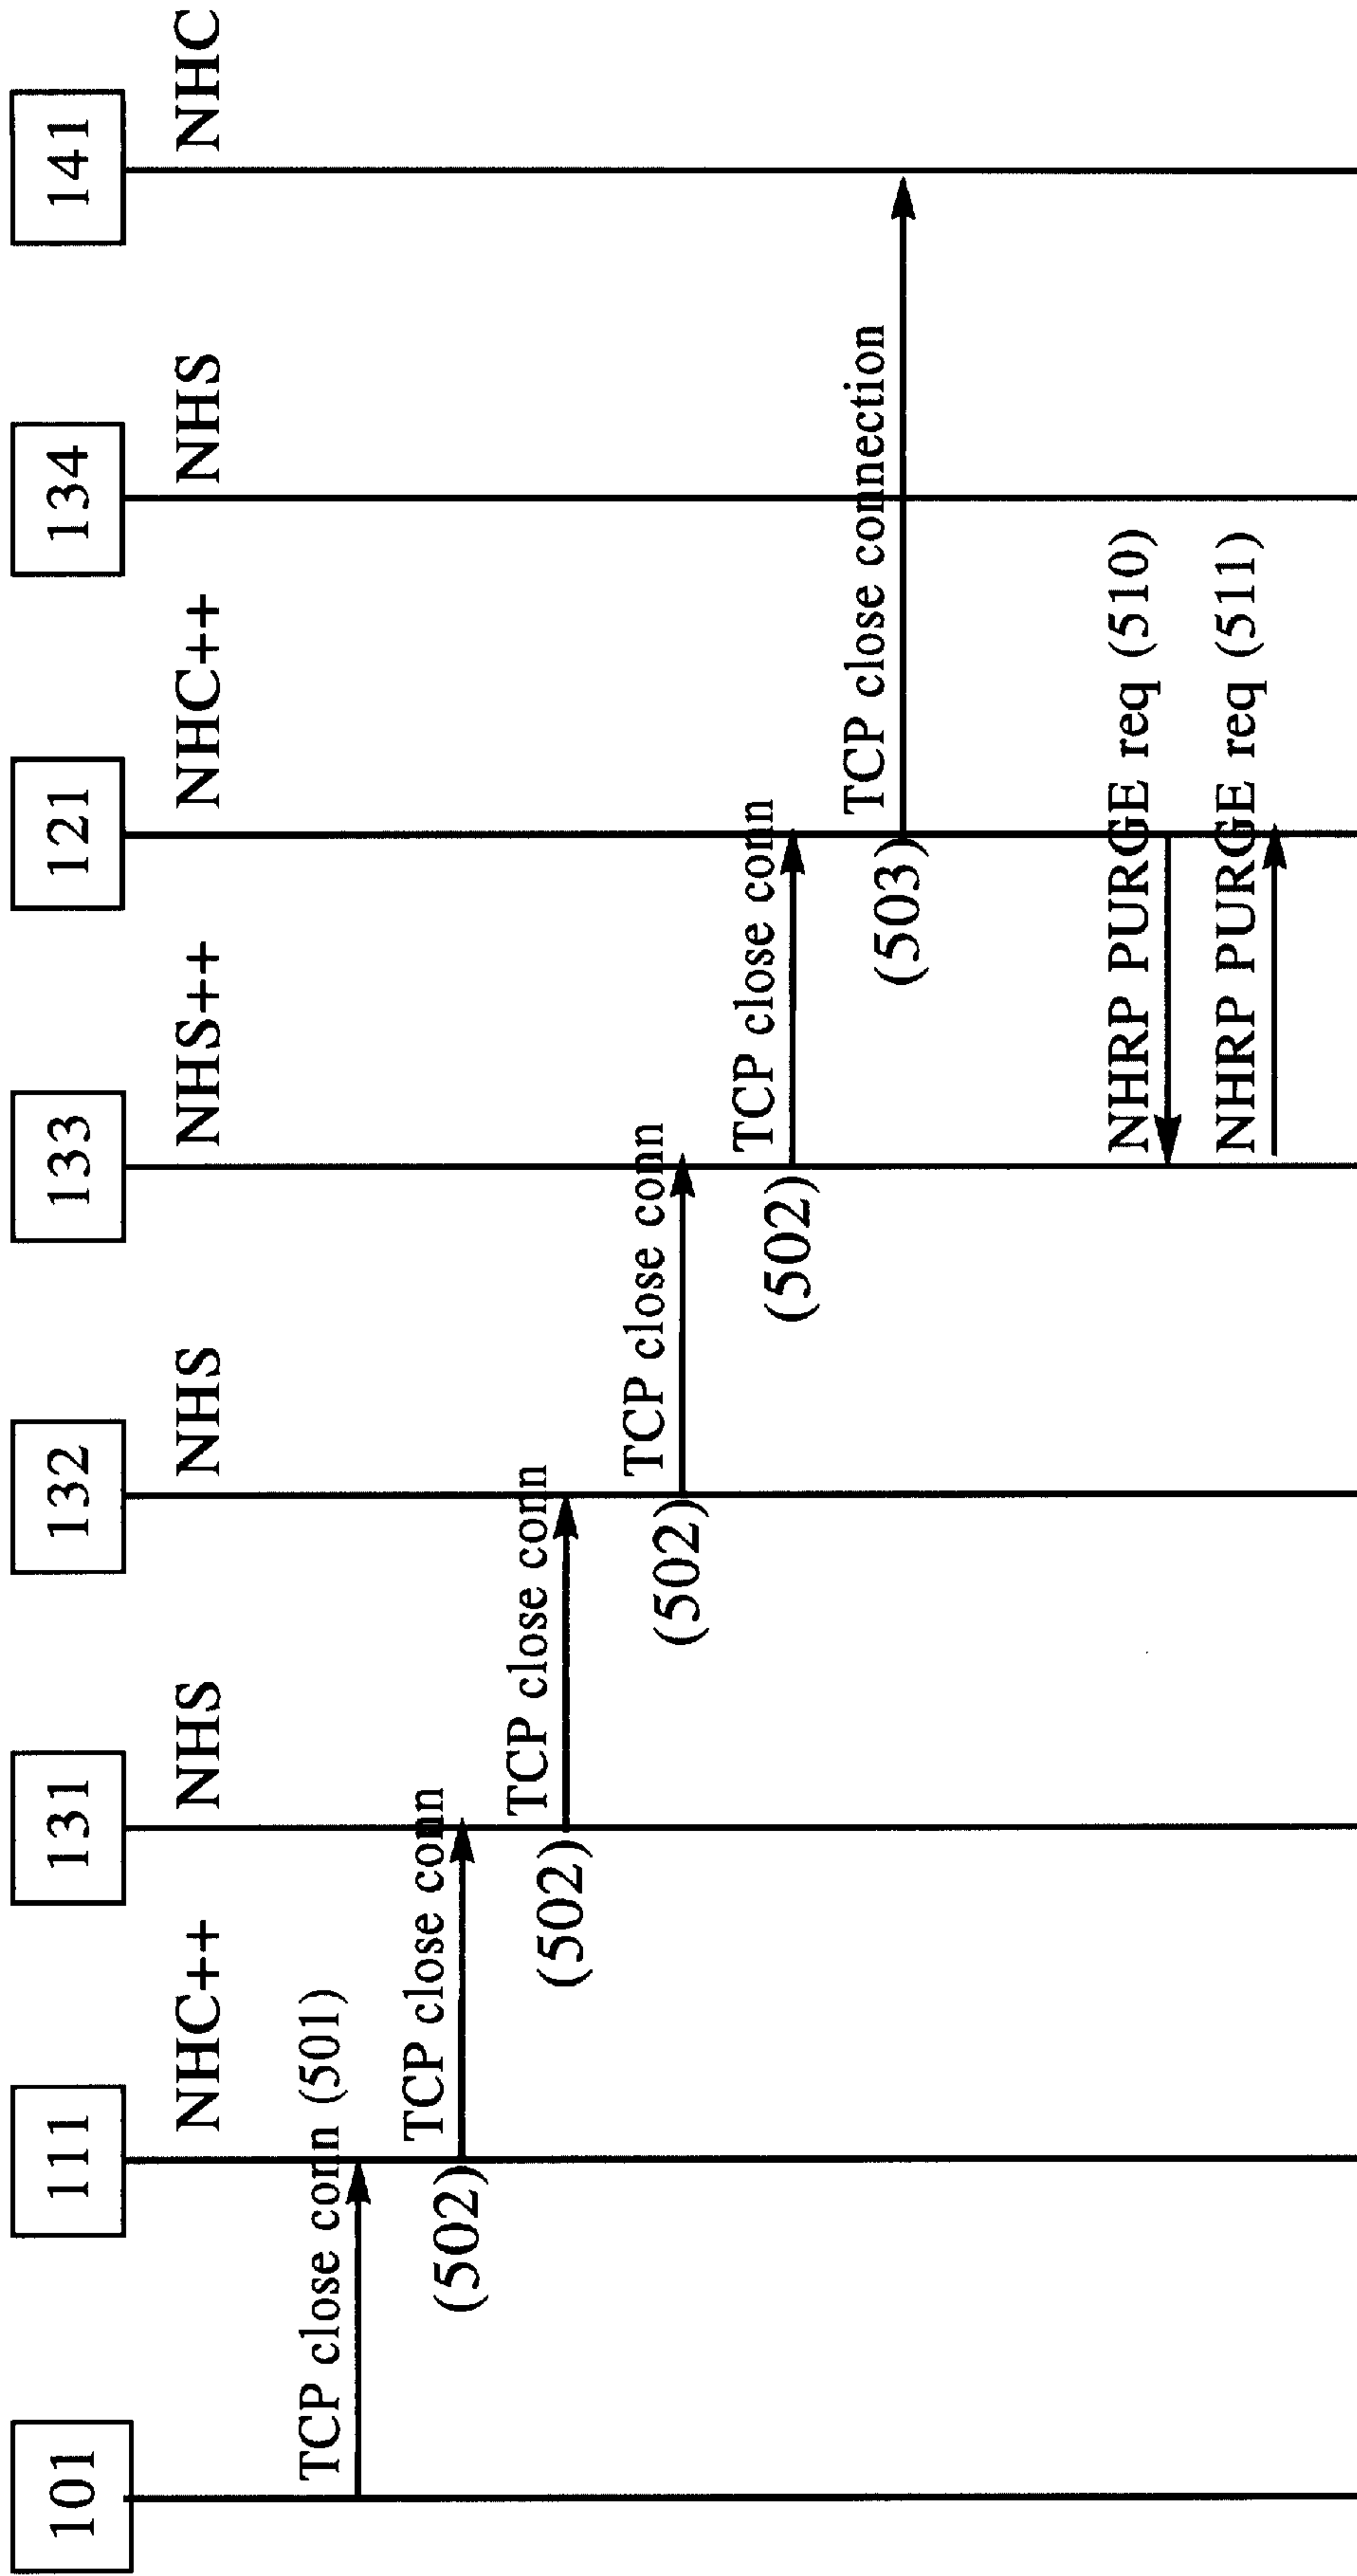 101
111
131
132
133
121
134
141
NHC++
NHS
NHS
NHS++
NHC++
NHS
NHC
TCP close conn (501)
TCP close conn
(502)
TCP close conn
(502)
TCP close conn
(502)
TCP close conn
(502)
TCP close connection
(503)
NHRP PURGE req (510)
NHRP PURGE req (511)